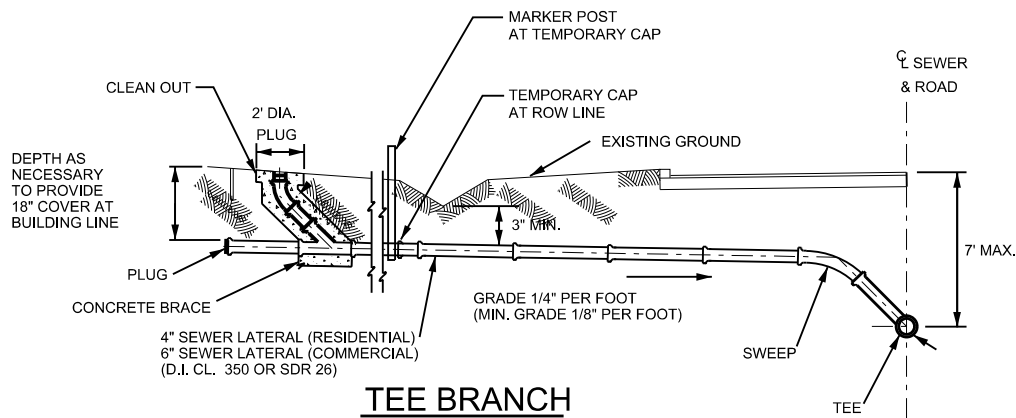 MARKER POST
AT TEMPORARY CAP
℄ SEWER
& ROAD
CLEAN OUT
2' DIA.
PLUG
TEMPORARY CAP
AT ROW LINE
EXISTING GROUND
DEPTH AS
NECESSARY
TO PROVIDE
18" COVER AT
BUILDING LINE
3" MIN.
7' MAX.
PLUG
CONCRETE BRACE
GRADE 1/4" PER FOOT
(MIN. GRADE 1/8" PER FOOT)
4" SEWER LATERAL (RESIDENTIAL)
6" SEWER LATERAL (COMMERCIAL)
(D.I. CL. 350 OR SDR 26)
SWEEP
TEE
TEE BRANCH